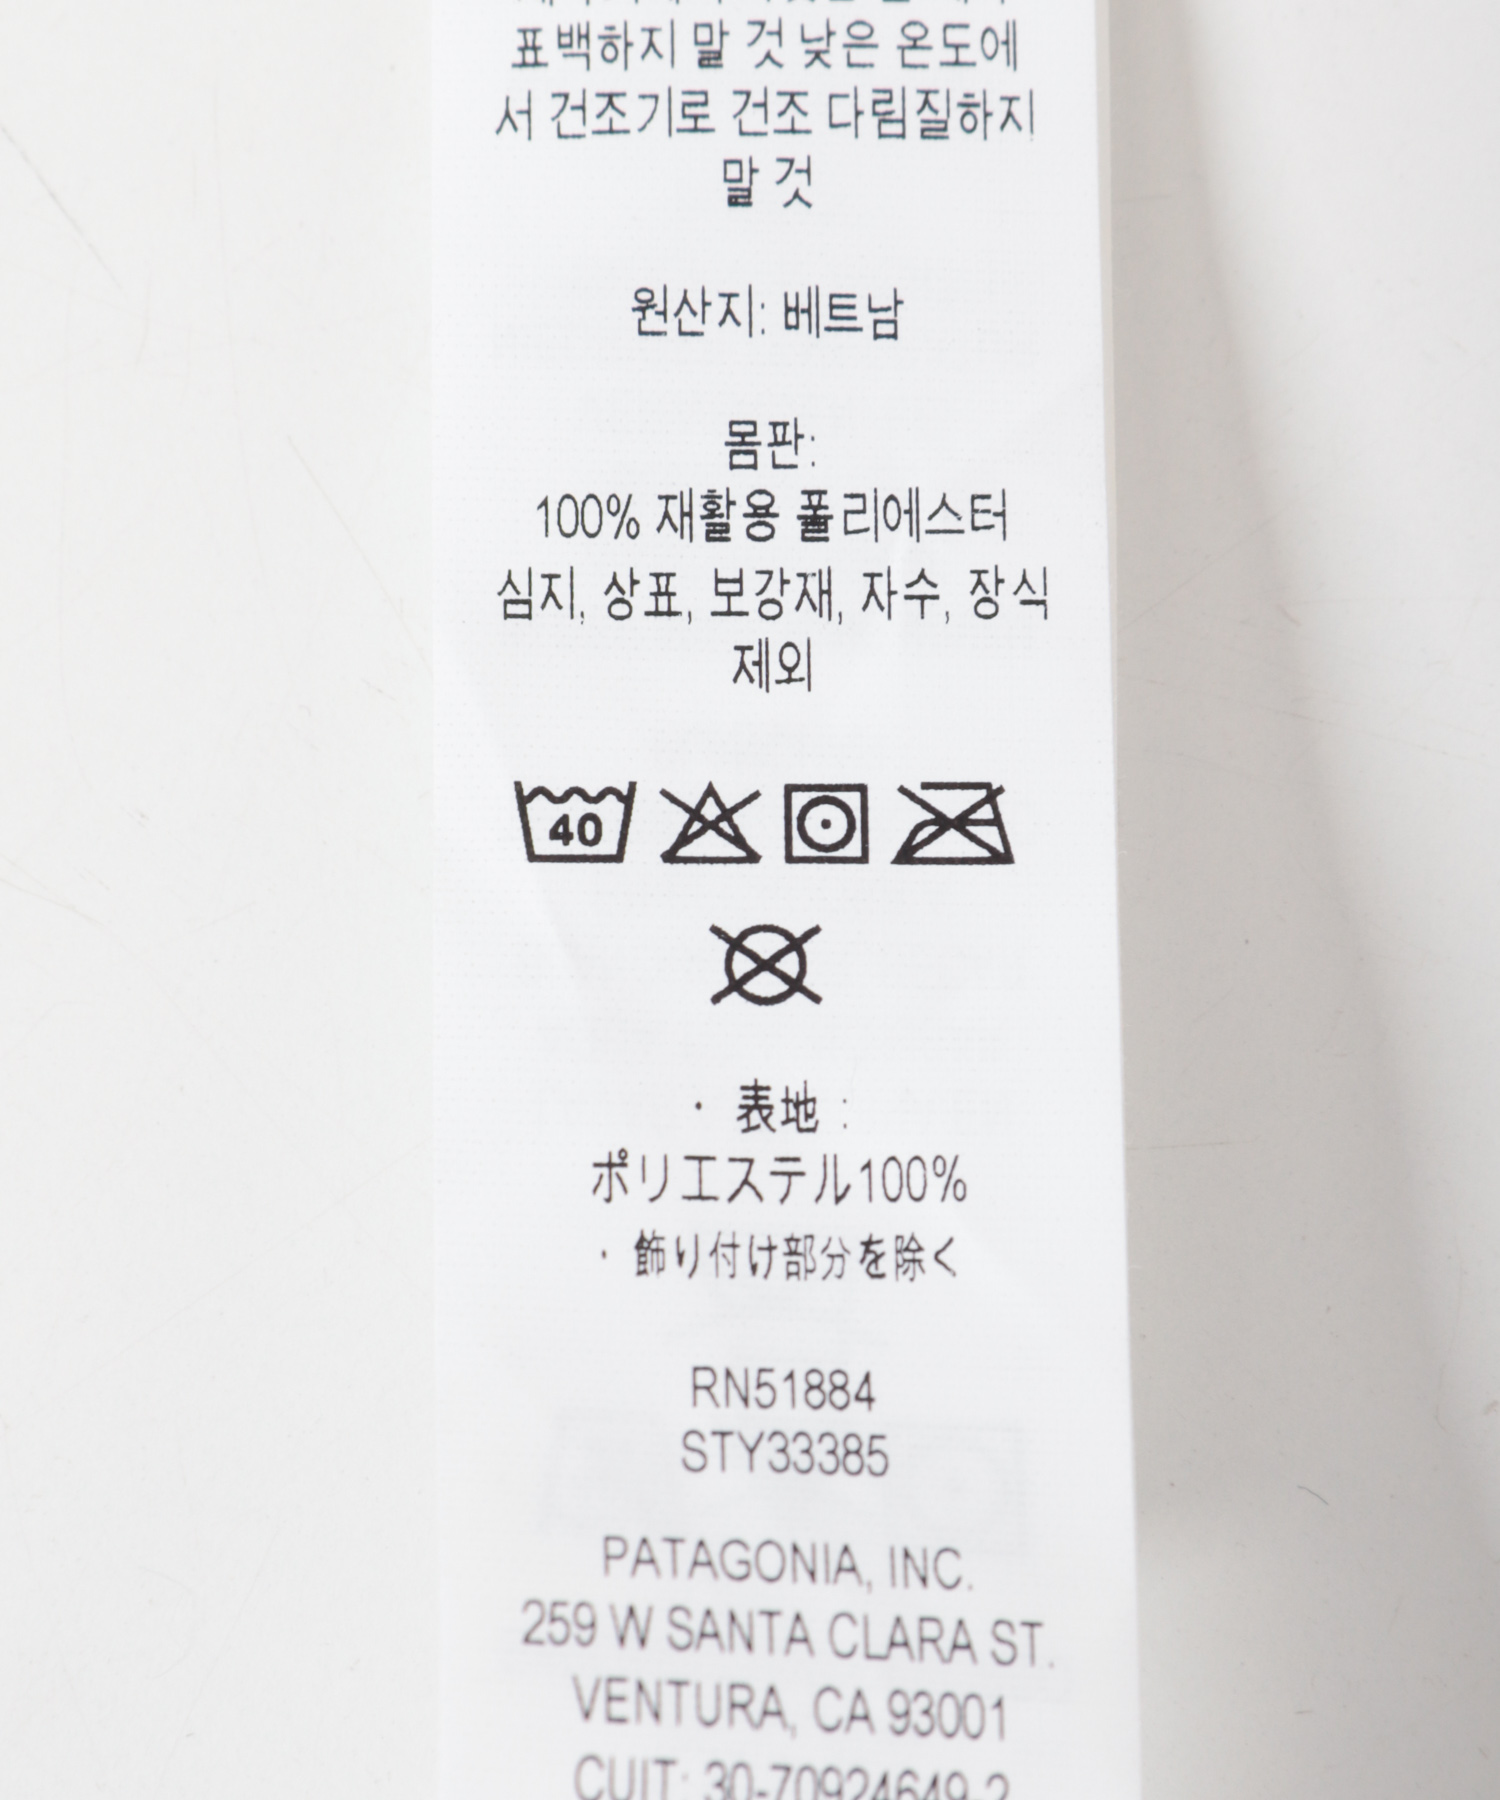 표백하지 말 것 낮은 온도에
서 건조기로 건조 다림질하지
말 것
원산지: 베트남
몸판:
100% 재활용 폴리에스터
심지, 상표, 보강재, 자수, 장식
제외
40
・ 表地 :
ポリエステル100%
・ 飾り付け部分を除く
RN51884
STY33385
PATAGONIA, INC.
259 W SANTA CLARA ST.
VENTURA, CA 93001
CUIT: 30-70924649-2